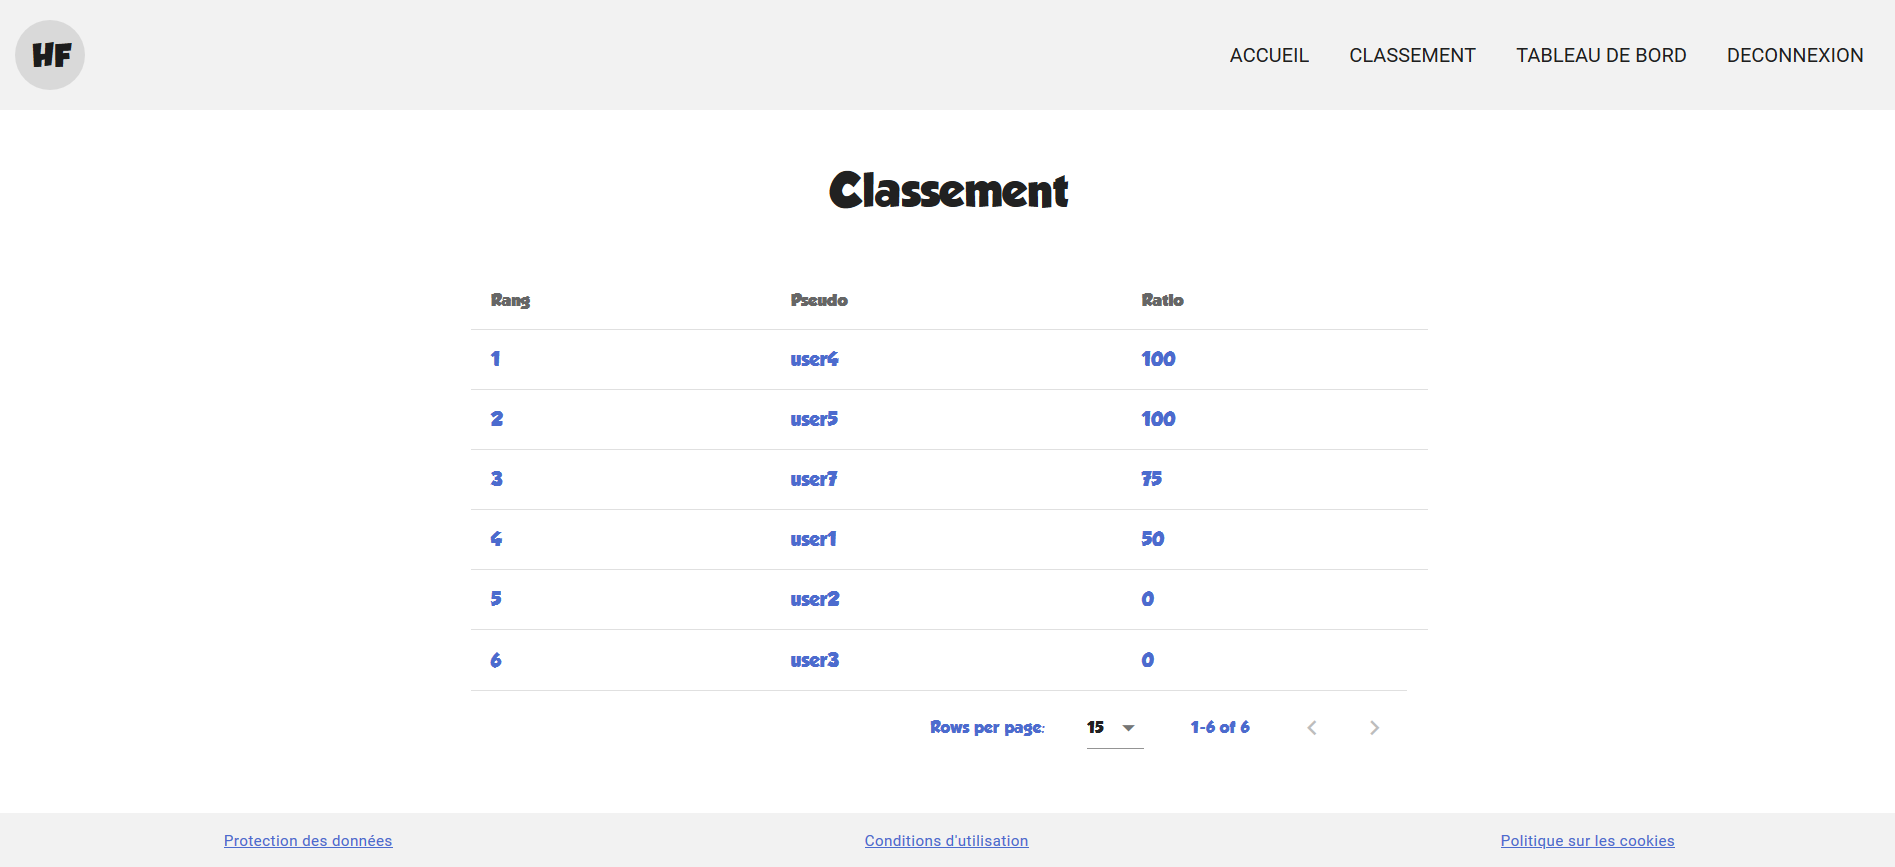 HF
ACCUEIL CLASSEMENT TABLEAU DE BORD DECONNEXION
Classement
Rang Pseudo Ratio
1 user4 100
2 user5 100
3 user7 75
4 user1 50
5 user2 0
6 user3 0
Rows per page: 15 1-6 of 6
Protection des données Conditions d'utilisation Politique sur les cookies